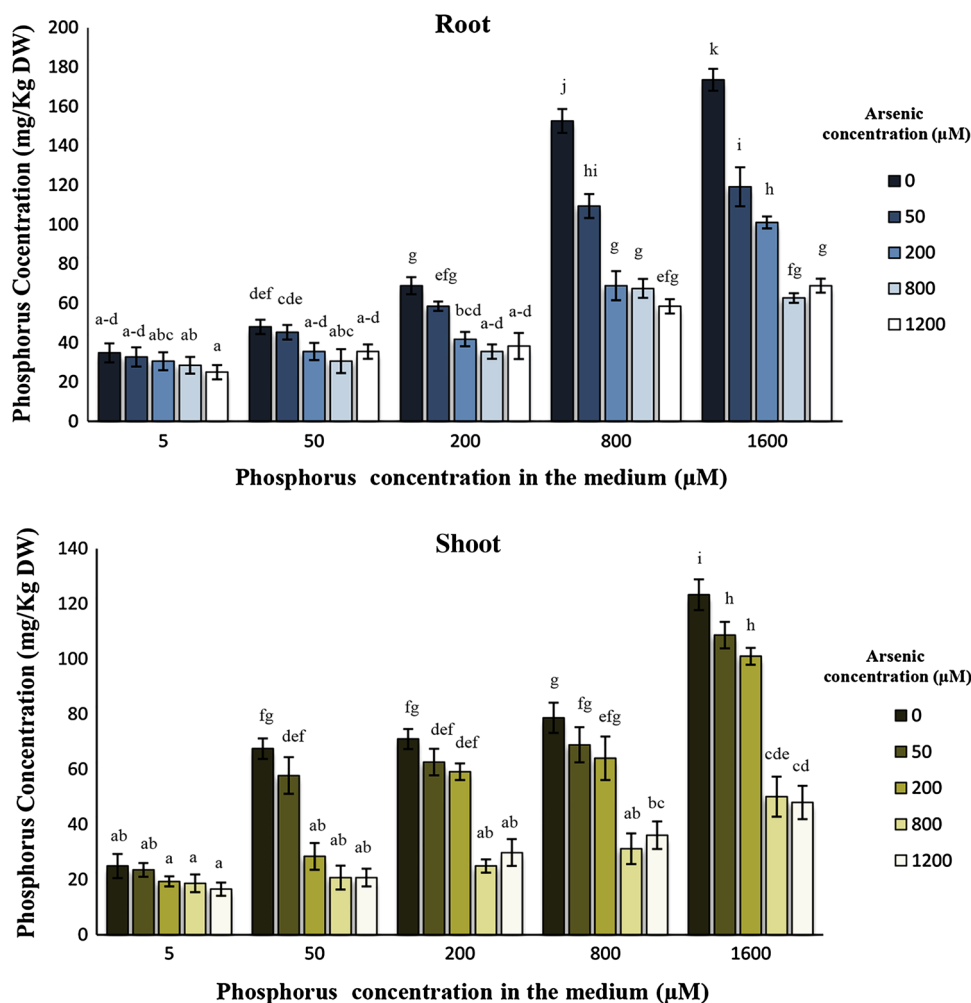 Root
Phosphorus Cocentration (mg/Kg DW)
200
180
160
140
120
100
80
60
40
20
0
a-d a-d abc ab a
def cde a-d abc a-d
g efg bcd a-d a-d
j hi g g efg
k i h fg g
5 50 200 800 1600
Phosphorus concentration in the medium (µM)
Arsenic
concentration (µM)
0
50
200
800
1200
Shoot
Phosphorus Concentration (mg/Kg DW)
140
120
100
80
60
40
20
0
ab ab a a a
fg def ab ab ab
fg def def ab ab
g fg efg ab bc
i h h cde cd
5 50 200 800 1600
Phosphorus concentration in the medium (µM)
Arsenic
concentration (µM)
0
50
200
800
1200